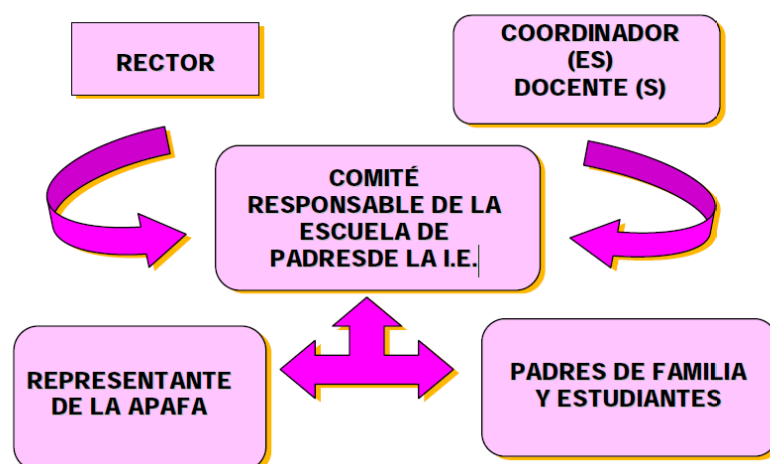 RECTOR
COORDINADOR
(ES)
DOCENTE (S)
COMITÉ
RESPONSABLE DE LA
ESCUELA DE
PADRESDE LA I.E.
REPRESENTANTE
DE LA APAFA
PADRES DE FAMILIA
Y ESTUDIANTES